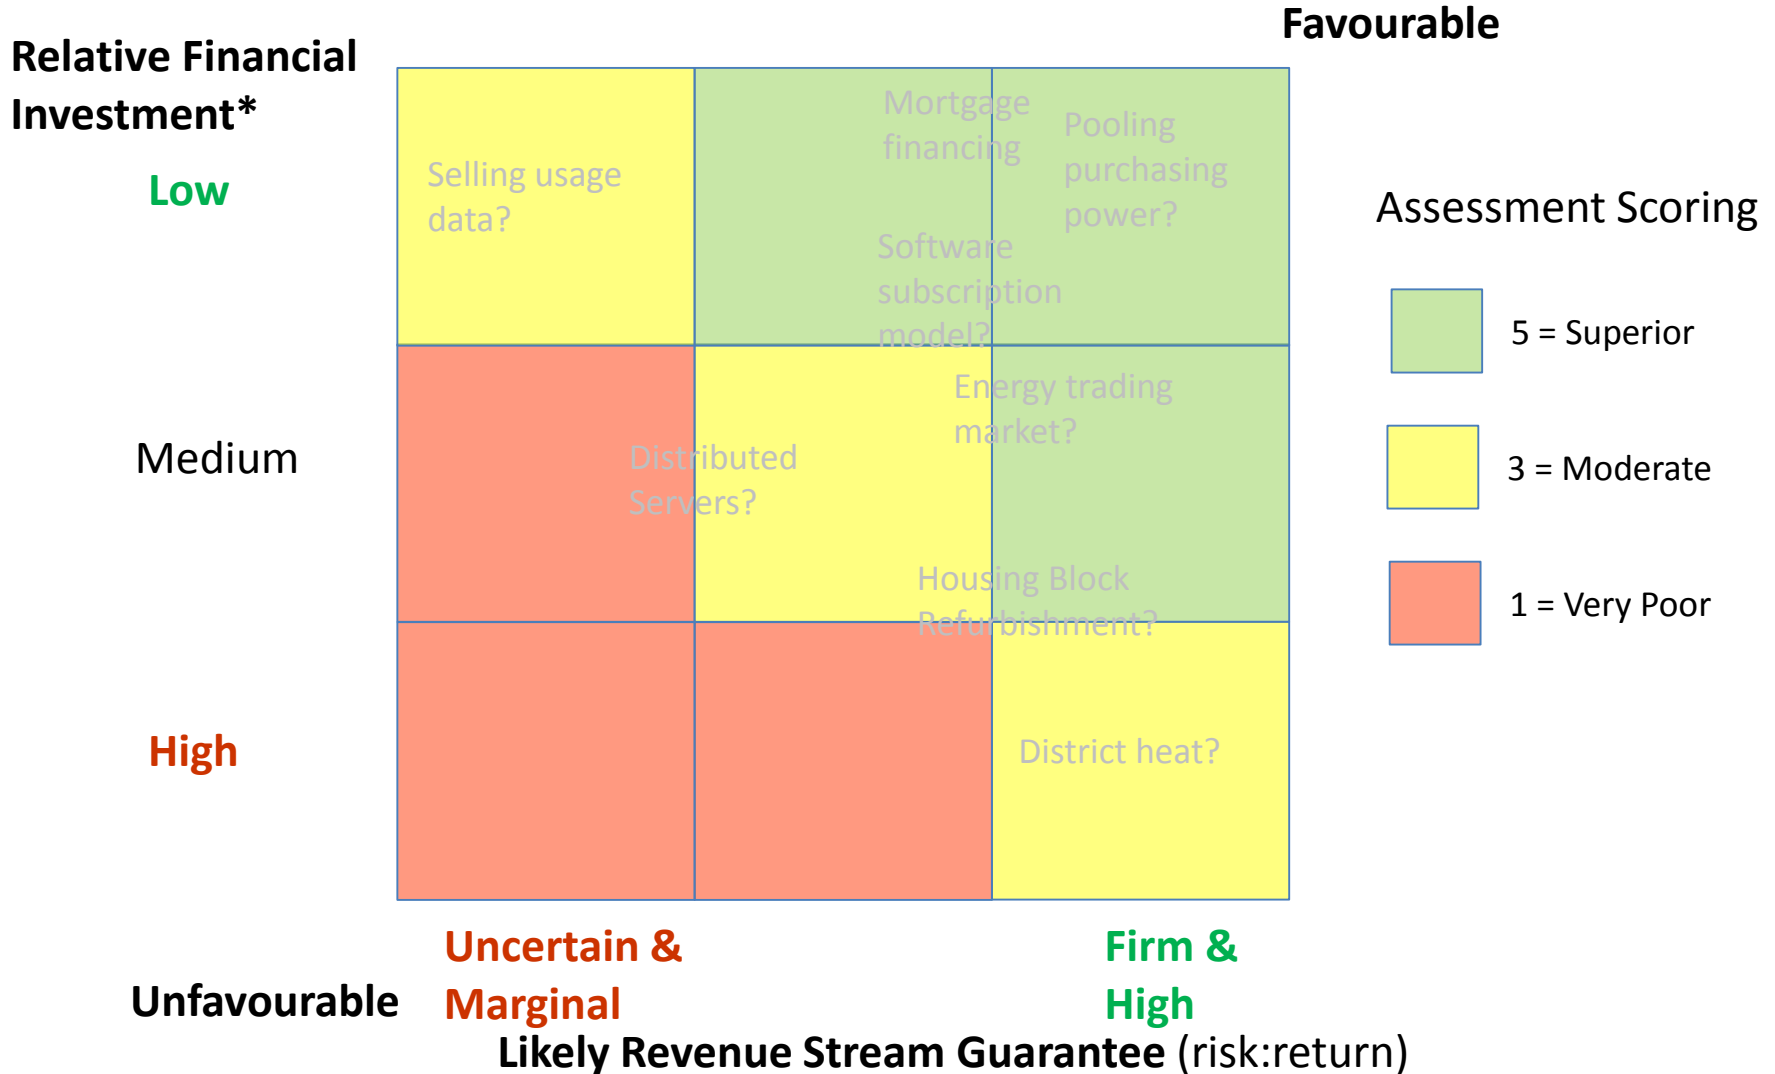 Favourable
Relative Financial
Investment*
Low
Medium
High
Selling usage
data?
Mortgage
financing
Pooling
purchasing
power?
Software
subscription
model?
Energy trading
market?
Distributed
Servers?
Housing Block
Refurbishment?
District heat?
Assessment Scoring
5 = Superior
3 = Moderate
1 = Very Poor
Uncertain &
Marginal
Firm &
High
Unfavourable
Likely Revenue Stream Guarantee (risk:return)